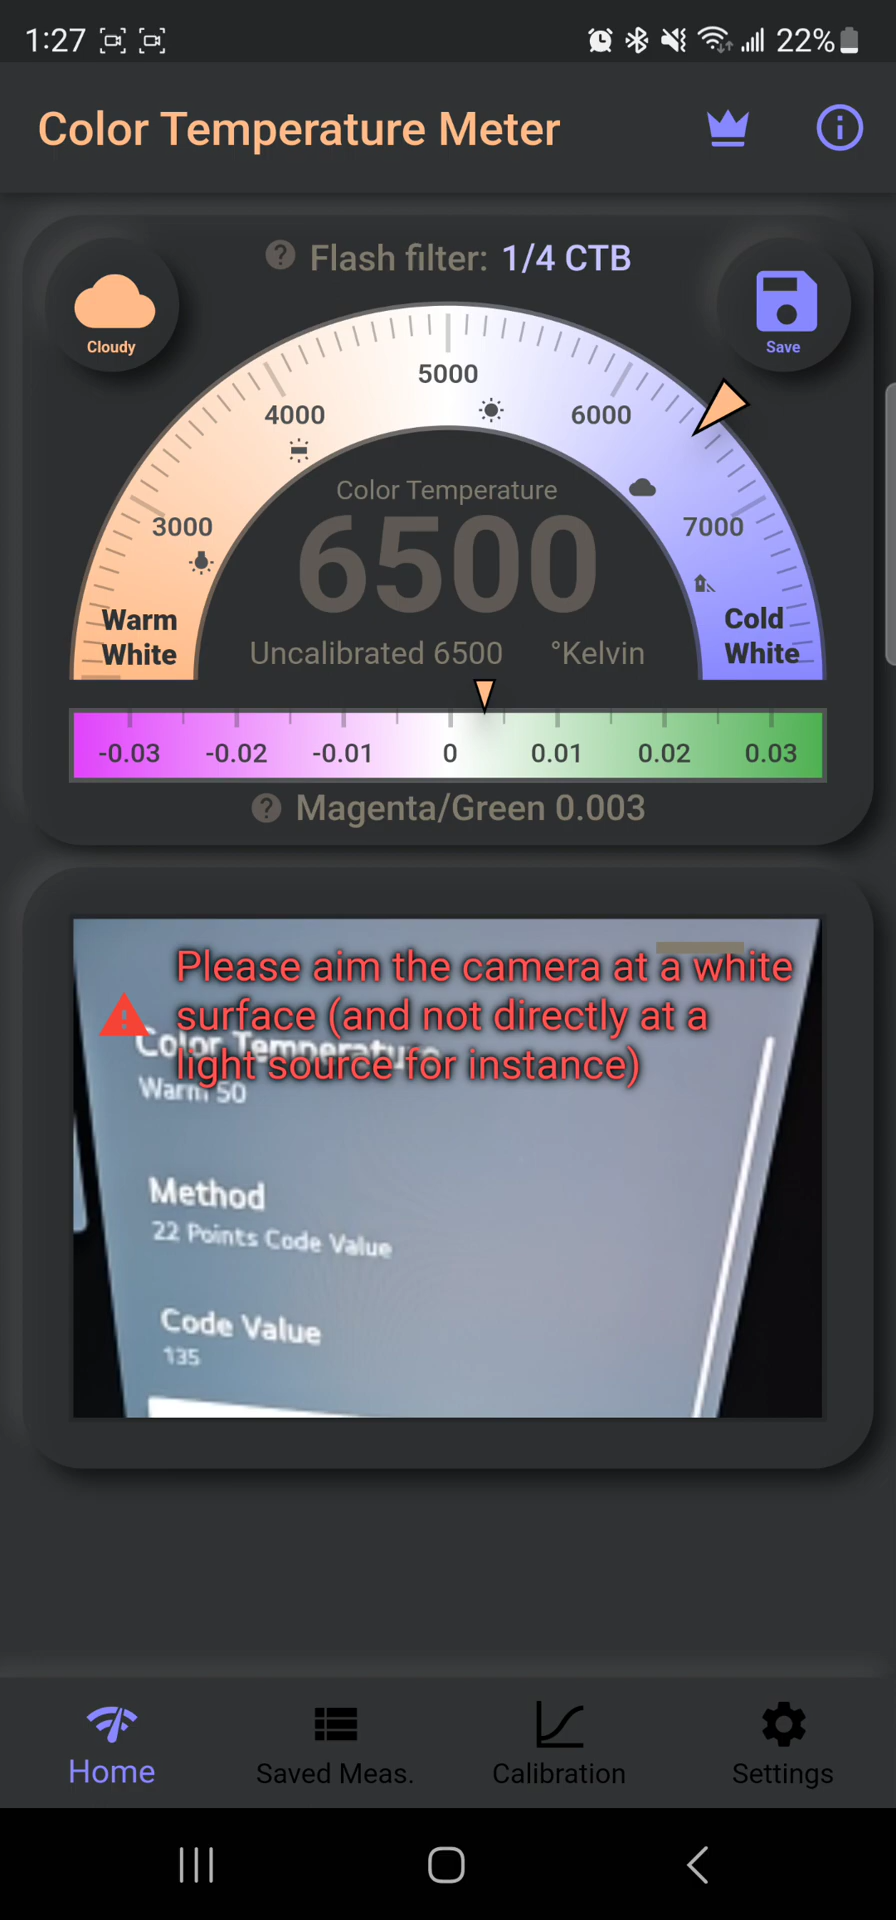 1:27
22%
Color Temperature Meter
Flash filter: 1/4 CTB
Cloudy
Save
5000
4000
6000
3000
7000
Color Temperature
6500
Warm
White
Cold
White
Uncalibrated 6500 °Kelvin
-0.03 -0.02 -0.01 0 0.01 0.02 0.03
Magenta/Green 0.003
Please aim the camera at a white
surface (and not directly at a
light source for instance)
Color Temperature
Warm 50
Method
22 Points Code Value
Code Value
135
Home
Saved Meas.
Calibration
Settings